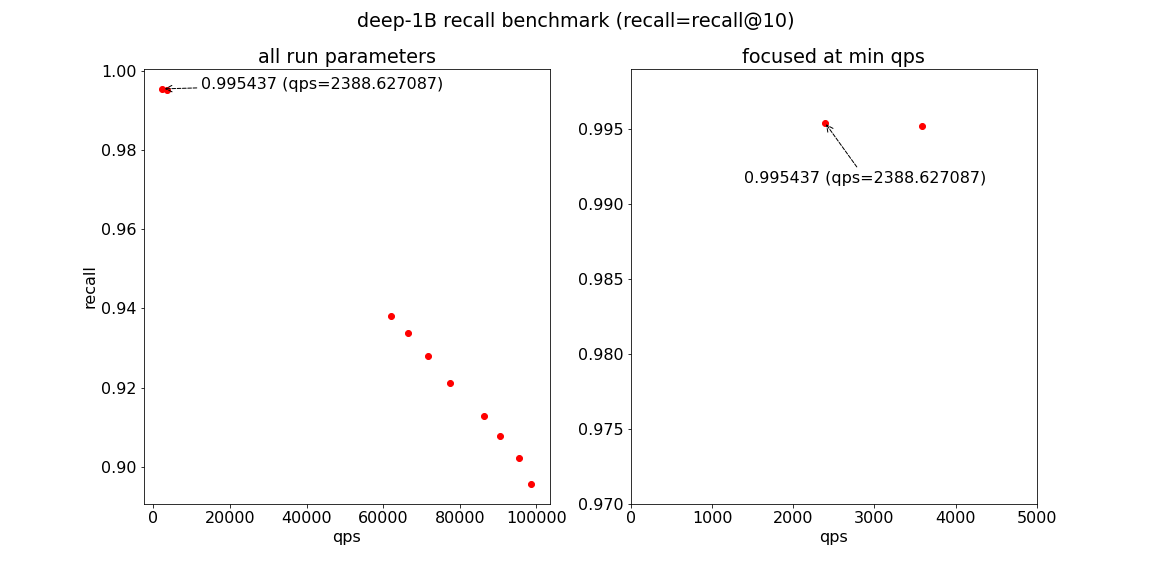 deep-1B recall benchmark (recall=recall@10)
all run parameters
1.00
0.98
0.96
0.94
0.92
0.90
recall
0.995437 (qps=2388.627087)
0 20000 40000 60000 80000 100000
qps
focused at min qps
0.995
0.990
0.985
0.980
0.975
0.970
0.995437 (qps=2388.627087)
0 1000 2000 3000 4000 5000
qps